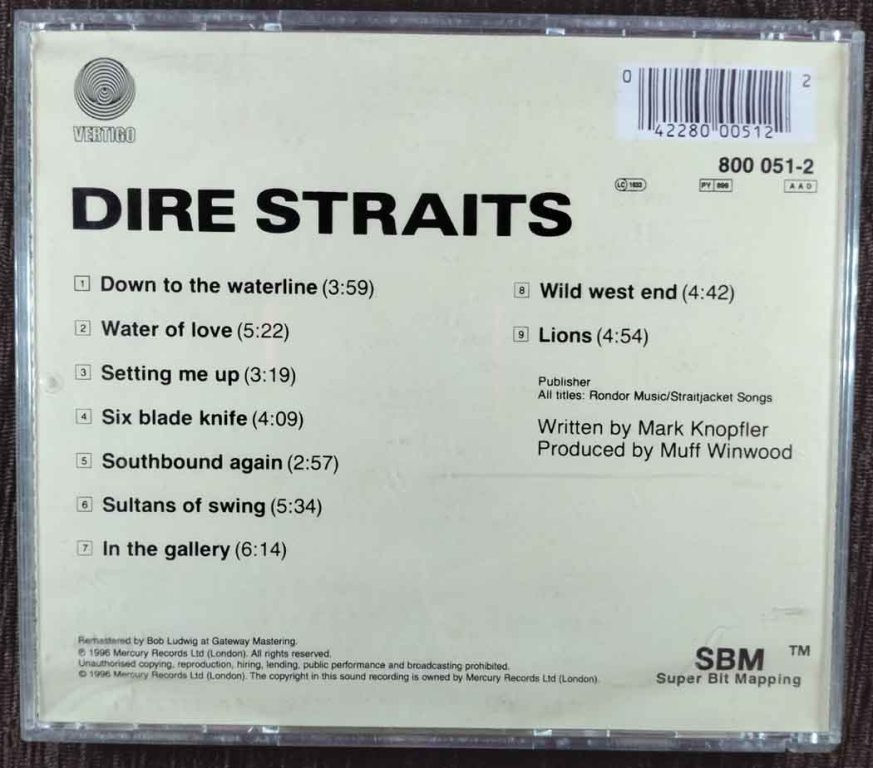 VERTIGO
0 42280 00512 2
800 051-2
LC 1633
PY 896
AAD
DIRE STRAITS
1 Down to the waterline (3:59)
2 Water of love (5:22)
3 Setting me up (3:19)
4 Six blade knife (4:09)
5 Southbound again (2:57)
6 Sultans of swing (5:34)
7 In the gallery (6:14)
8 Wild west end (4:42)
9 Lions (4:54)
Publisher
All titles: Rondor Music/Straitjacket Songs
Written by Mark Knopfler
Produced by Muff Winwood
Remastered by Bob Ludwig at Gateway Mastering.
℗ 1996 Mercury Records Ltd (London). All rights reserved.
Unauthorised copying, reproduction, hiring, lending, public performance and broadcasting prohibited.
© 1996 Mercury Records Ltd (London). The copyright in this sound recording is owned by Mercury Records Ltd (London).
SBM TM
Super Bit Mapping